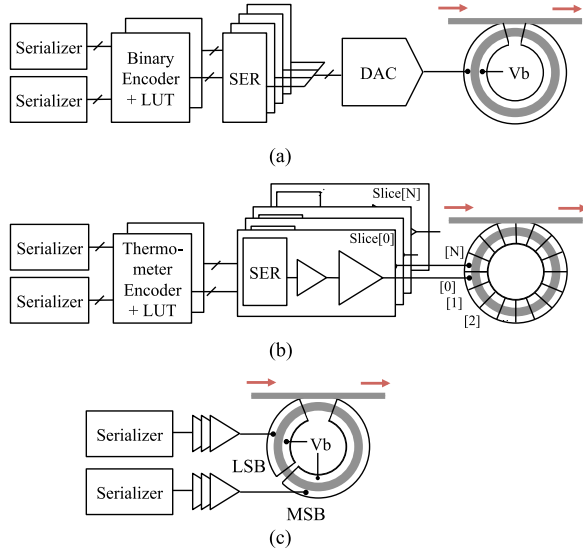 Serializer
Serializer
Binary
Encoder
+ LUT
SER
DAC
Vb
(a)
Serializer
Serializer
Thermo-
meter
Encoder
+ LUT
Slice[N]
Slice[0]
SER
[N]
[0]
[1]
[2]
..
(b)
Serializer
Serializer
Vb
LSB
MSB
(c)